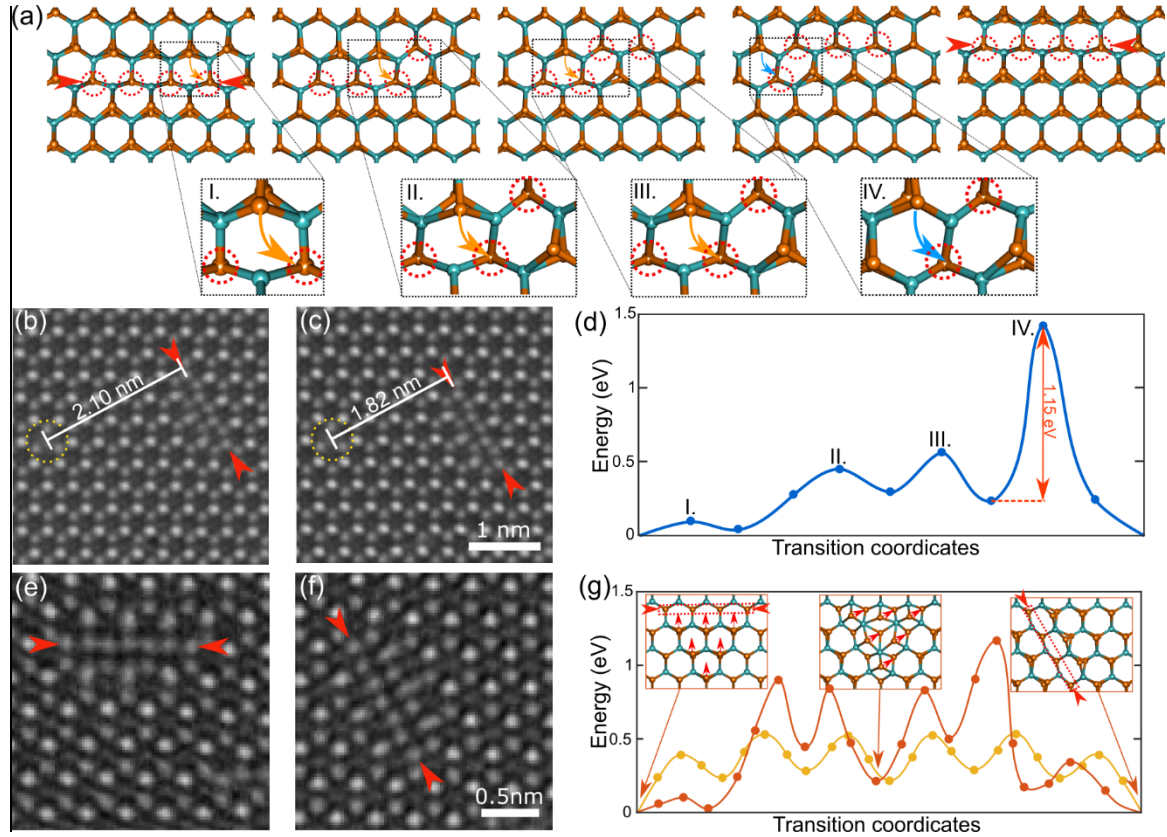 (a)
I.
II.
III.
IV.
(b)
2.10 nm
(c)
1.82 nm
1 nm
(d)
1.5
1
0.5
0
Energy (eV)
I.
II.
III.
IV.
1.15 eV
Transition coordicates
(e)
(f)
0.5nm
(g)
1.5
1
0.5
0
Energy (eV)
Transition coordicates